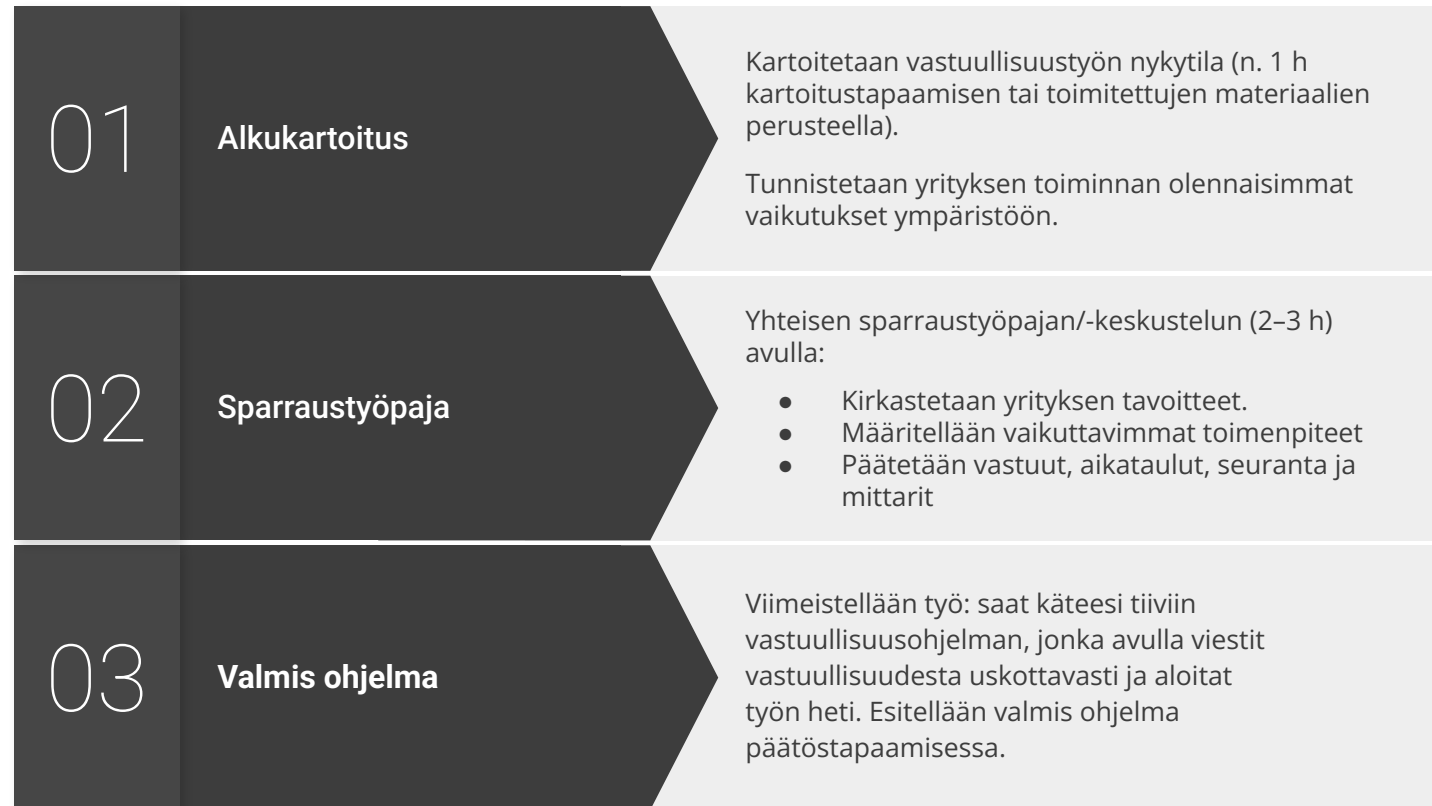 01
Alkukartoitus
Kartoitetaan vastuullisuustyön nykytila (n. 1 h
kartoitustapaamisen tai toimitettujen materiaalien
perusteella).
Tunnistetaan yrityksen toiminnan olennaisimmat
vaikutukset ympäristöön.
02
Sparraustyöpaja
Yhteisen sparraustyöpajan/-keskustelun (2–3 h)
avulla:
● Kirkastetaan yrityksen tavoitteet.
● Määritellään vaikuttavimmat toimenpiteet
● Päätetään vastuut, aikataulut, seuranta ja
mittarit
03
Valmis ohjelma
Viimeistellään työ: saat käteesi tiiviin
vastuullisuusohjelman, jonka avulla viestit
vastuullisuudesta uskottavasti ja aloitat
työn heti. Esitellään valmis ohjelma
päätöstapaamisessa.